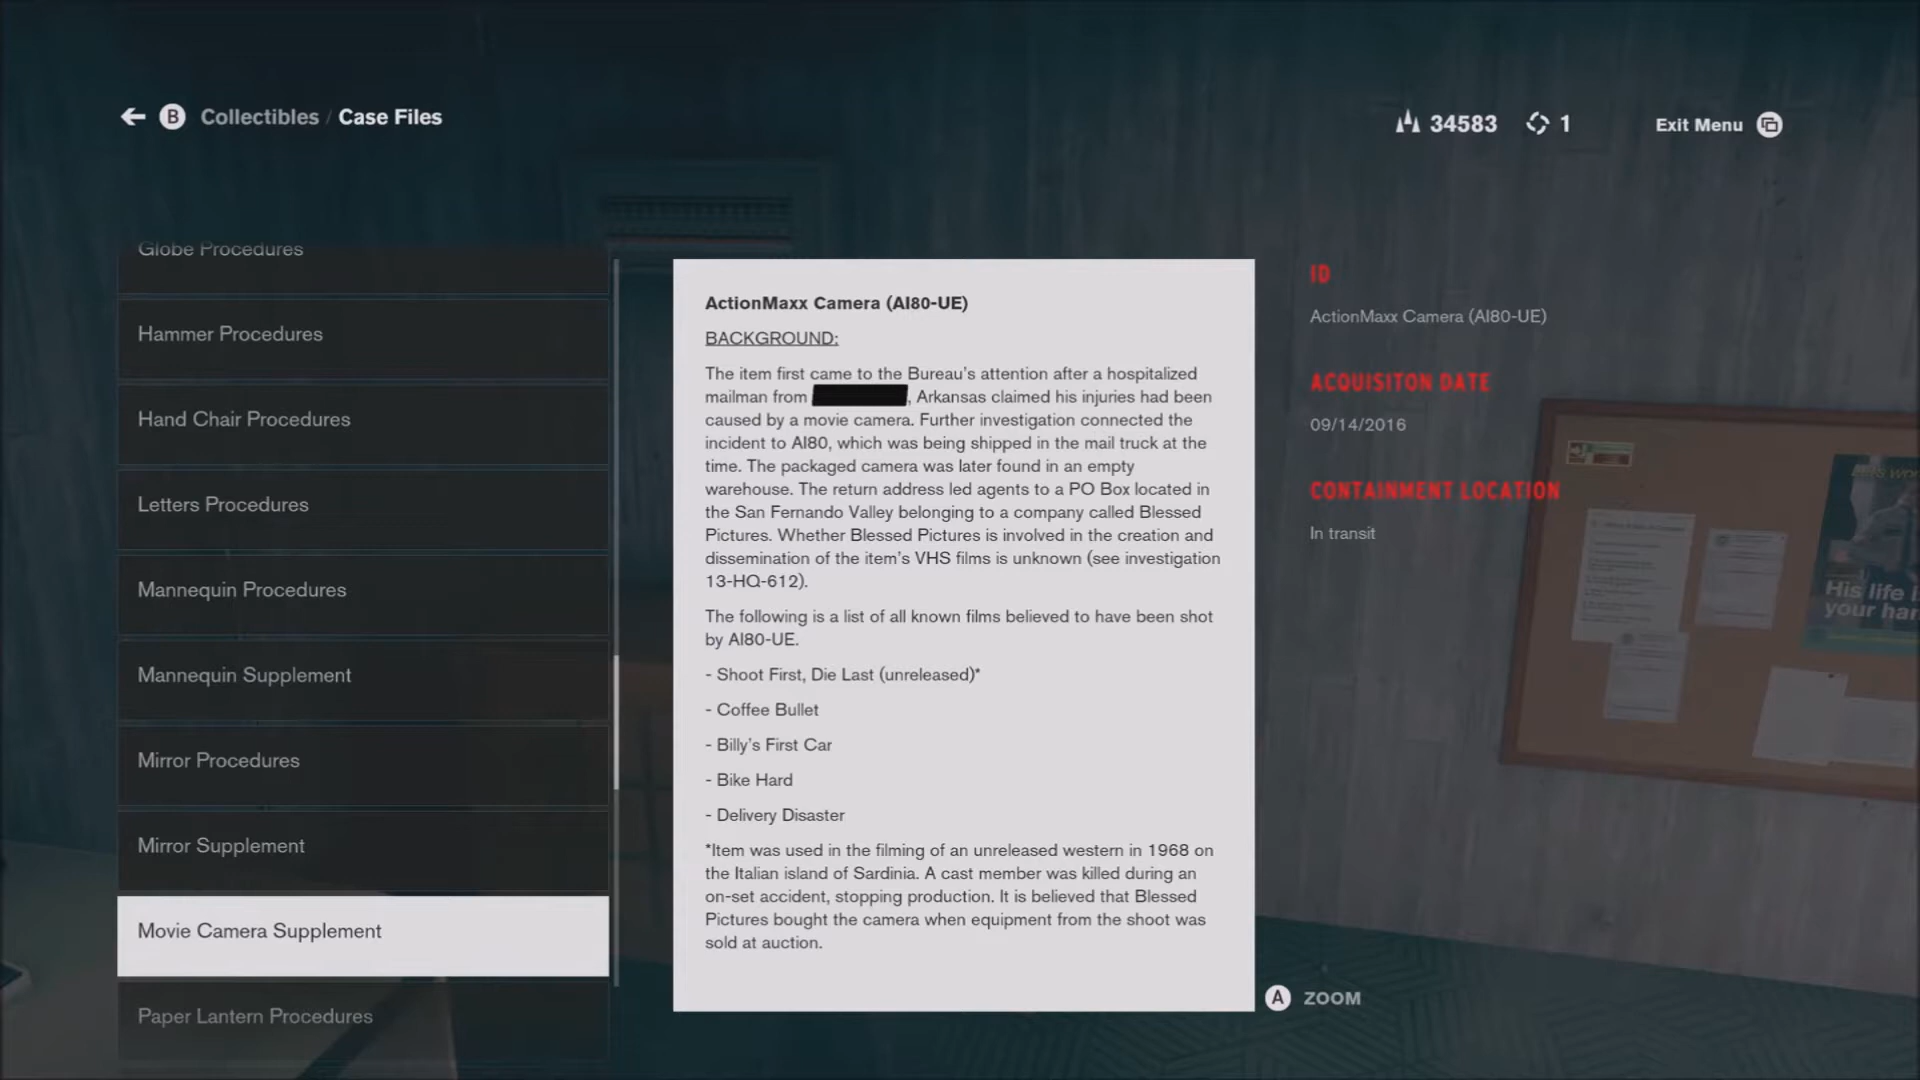 B Collectibles / Case Files
34583 1 Exit Menu
Globe Procedures
Hammer Procedures
Hand Chair Procedures
Letters Procedures
Mannequin Procedures
Mannequin Supplement
Mirror Procedures
Mirror Supplement
Movie Camera Supplement
Paper Lantern Procedures
ActionMaxx Camera (AI80-UE)
BACKGROUND:
The item first came to the Bureau's attention after a hospitalized
mailman from , Arkansas claimed his injuries had been
caused by a movie camera. Further investigation connected the
incident to AI80, which was being shipped in the mail truck at the
time. The packaged camera was later found in an empty
warehouse. The return address led agents to a PO Box located in
the San Fernando Valley belonging to a company called Blessed
Pictures. Whether Blessed Pictures is involved in the creation and
dissemination of the item's VHS films is unknown (see investigation
13-HQ-612).
The following is a list of all known films believed to have been shot
by AI80-UE.
- Shoot First, Die Last (unreleased)*
- Coffee Bullet
- Billy's First Car
- Bike Hard
- Delivery Disaster
*Item was used in the filming of an unreleased western in 1968 on
the Italian island of Sardinia. A cast member was killed during an
on-set accident, stopping production. It is believed that Blessed
Pictures bought the camera when equipment from the shoot was
sold at auction.
A ZOOM
ID
ActionMaxx Camera (AI80-UE)
ACQUISITON DATE
09/14/2016
CONTAINMENT LOCATION
In transit
His life i
your han